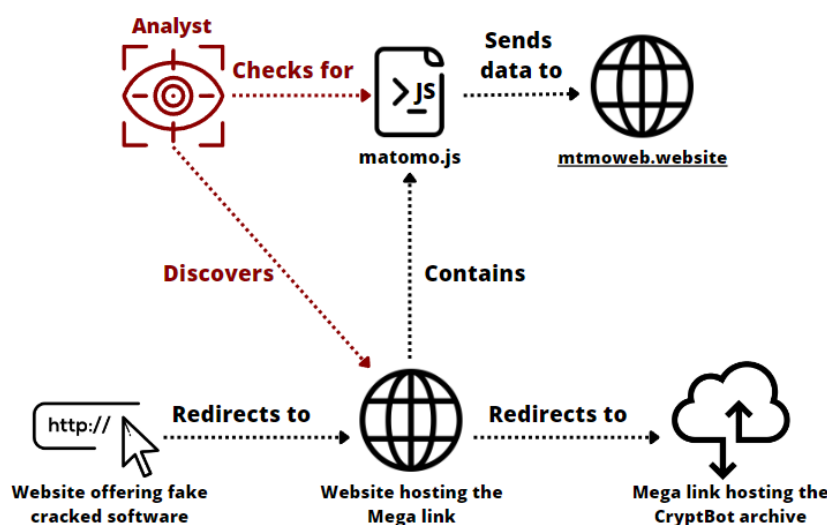 Analyst
Checks for
Sends
data to
JS
matomo.js
mtmoweb.website
Discovers
Contains
http://
Redirects to
Redirects to
Website offering fake
cracked software
Website hosting the
Mega link
Mega link hosting the
CryptBot archive